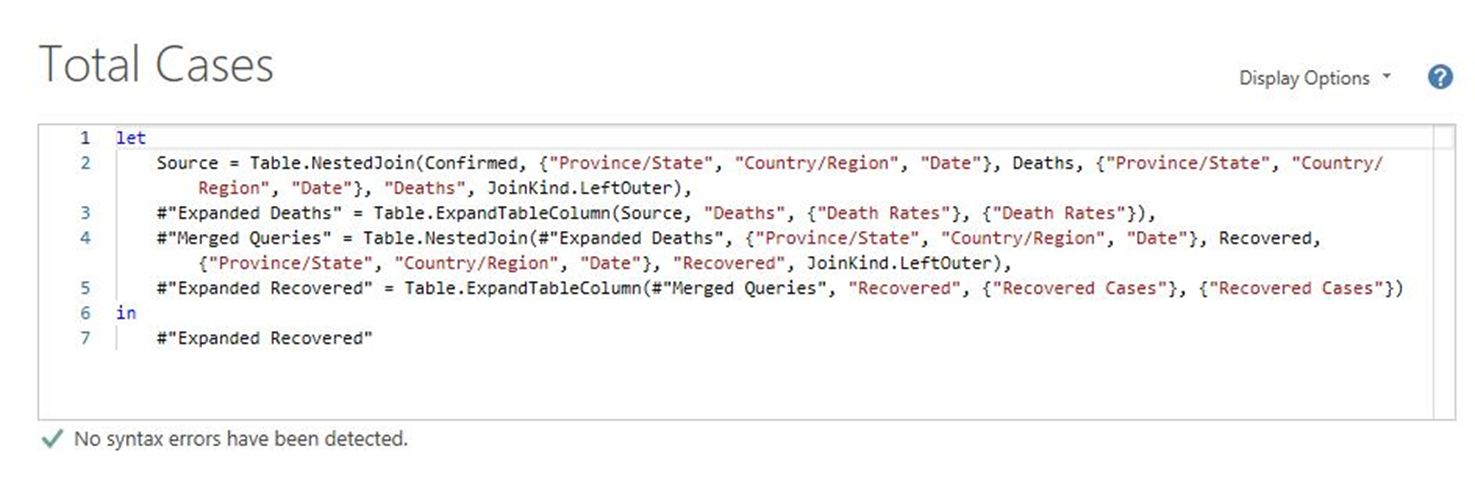 Total Cases
Display Options
?
1 let
2 Source = Table.NestedJoin(Confirmed, {"Province/State", "Country/Region", "Date"}, Deaths, {"Province/State", "Country/
Region", "Date"}, "Deaths", JoinKind.LeftOuter),
3 #"Expanded Deaths" = Table.ExpandTableColumn(Source, "Deaths", {"Death Rates"}, {"Death Rates"}),
4 #"Merged Queries" = Table.NestedJoin(#"Expanded Deaths", {"Province/State", "Country/Region", "Date"}, Recovered,
{"Province/State", "Country/Region", "Date"}, "Recovered", JoinKind.LeftOuter),
5 #"Expanded Recovered" = Table.ExpandTableColumn(#"Merged Queries", "Recovered", {"Recovered Cases"}, {"Recovered Cases"})
6 in
7 #"Expanded Recovered"
No syntax errors have been detected.